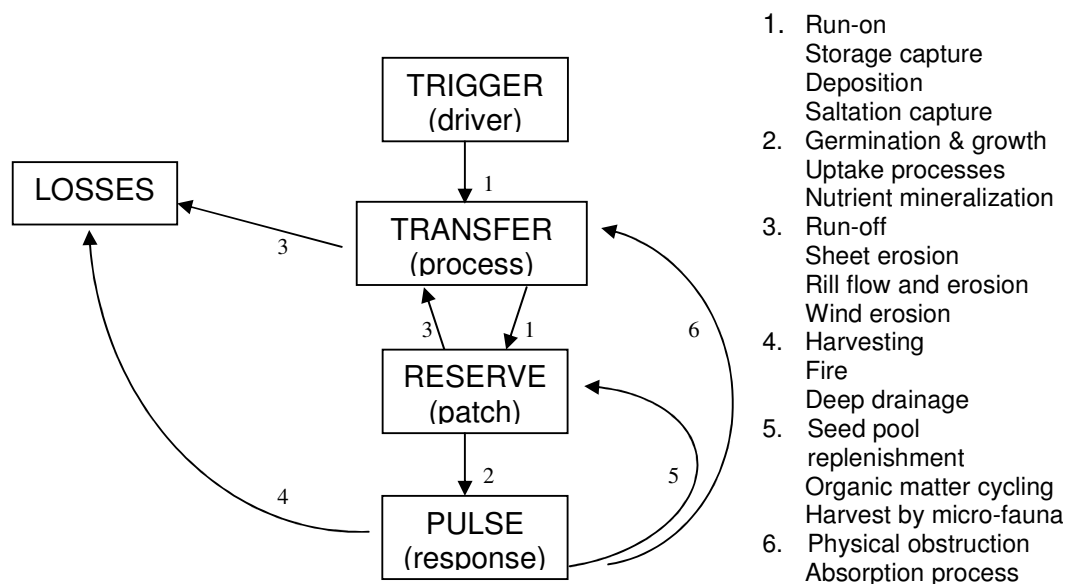 TRIGGER
(driver)
1
LOSSES
3
TRANSFER
(process)
3
1
6
RESERVE
(patch)
2
5
4
PULSE
(response)
1. Run-on
Storage capture
Deposition
Saltation capture
2. Germination & growth
Uptake processes
Nutrient mineralization
3. Run-off
Sheet erosion
Rill flow and erosion
Wind erosion
4. Harvesting
Fire
Deep drainage
5. Seed pool
replenishment
Organic matter cycling
Harvest by micro-fauna
6. Physical obstruction
Absorption process